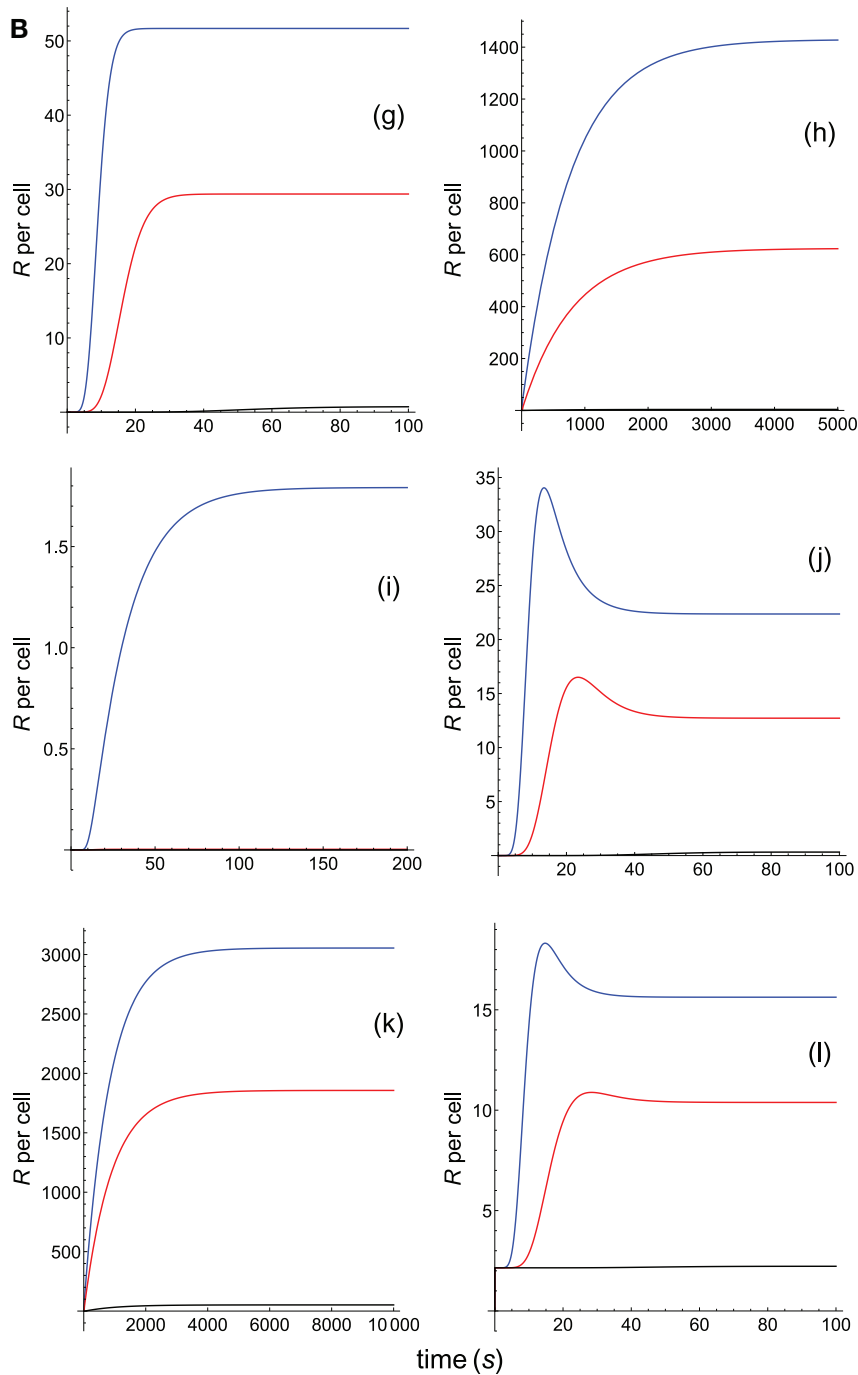 B
50
40
30
20
10
20 40 60 80 100
R per cell
(g)
1400
1200
1000
800
600
400
200
1000 2000 3000 4000 5000
R per cell
(h)
1.5
1.0
0.5
50 100 150 200
R per cell
(i)
35
30
25
20
15
10
5
20 40 60 80 100
R per cell
(j)
3000
2500
2000
1500
1000
500
2000 4000 6000 8000 10 000
R per cell
(k)
15
10
5
20 40 60 80 100
R per cell
(l)
time (s)